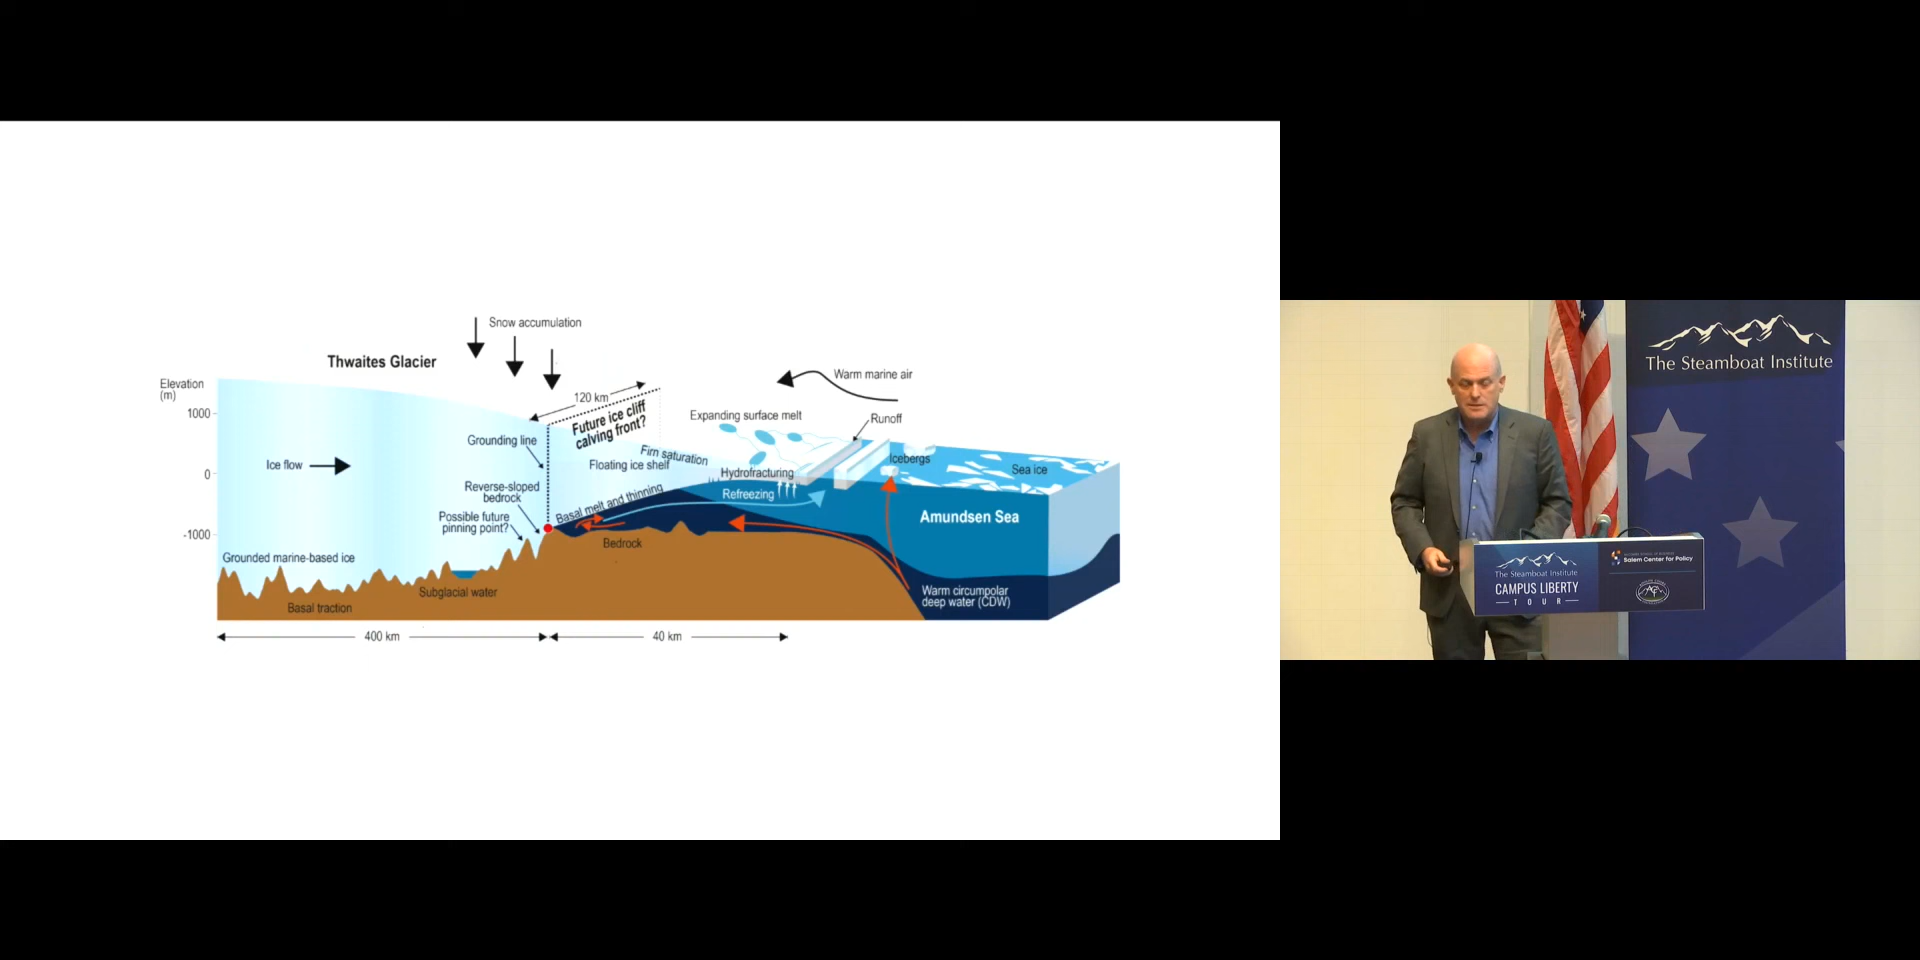 Snow accumulation
Thwaites Glacier
Elevation
(m)
1000
0
-1000
120 km
Future ice cliff
calving front?
Warm marine air
Expanding surface melt
Runoff
Grounding line
Ice flow
Firn saturation
Floating ice shelf
Hydrofracturing
Icebergs
Sea ice
Reverse-sloped
bedrock
Refreezing
Basal melt and thinning
Possible future
pinning point?
Amundsen Sea
Bedrock
Grounded marine-based ice
Subglacial water
Basal traction
Warm circumpolar
deep water (CDW)
400 km
40 km
The Steamboat Institute
The Steamboat Institute
CAMPUS LIBERTY
TOUR
Salem Center for Policy